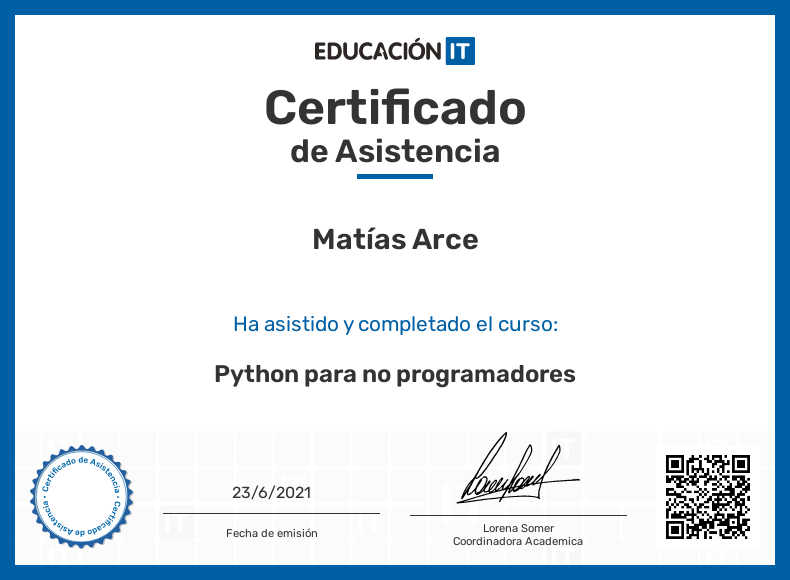 EDUCACIÓN IT
Certificado
de Asistencia
Matías Arce
Ha asistido y completado el curso:
Python para no programadores
Certificado de Asistencia · Certificado de Asistencia ·
23/6/2021
Fecha de emisión
Lorena Somer
Coordinadora Academica